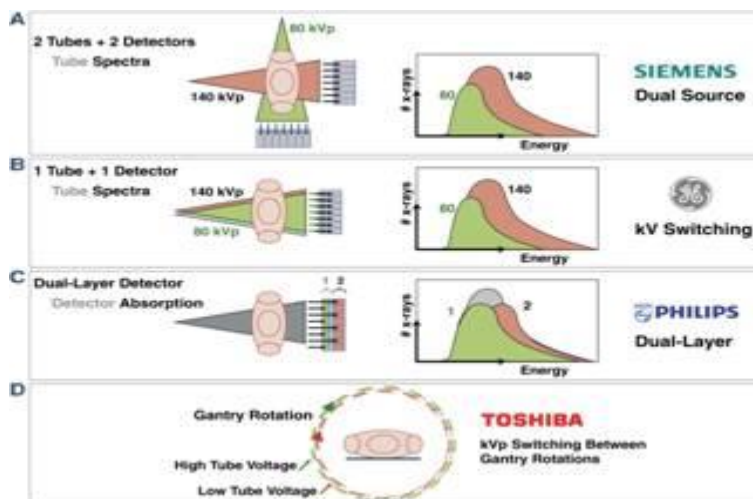 A
2 Tubes + 2 Detectors
Tube Spectra
80 kVp
140 kVp
# x-rays
80
140
Energy
SIEMENS
Dual Source
B
1 Tube + 1 Detector
Tube Spectra
140 kVp
80 kVp
# x-rays
80
140
Energy
GE
kV Switching
C
Dual-Layer Detector
Detector Absorption
1 2
# x-rays
1
2
Energy
PHILIPS
Dual-Layer
D
Gantry Rotation
High Tube Voltage
Low Tube Voltage
TOSHIBA
kVp Switching Between
Gantry Rotations